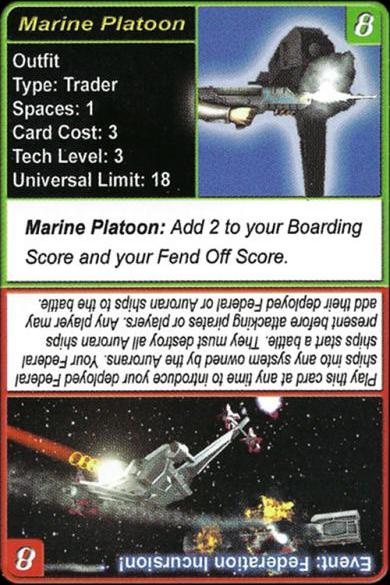 Marine Platoon
8
Outfit
Type: Trader
Spaces: 1
Card Cost: 3
Tech Level: 3
Universal Limit: 18
Marine Platoon: Add 2 to your Boarding
Score and your Fend Off Score.
Event: Federation Incursion!
8
Play this card at any time to introduce your deployed Federal
ships into any system owned by the Aurorans. Your Federal
ships start a battle. They must destroy all Auroran ships
present before attacking pirates or players. Any player may
add their deployed Federal or Auroran ships to the battle.